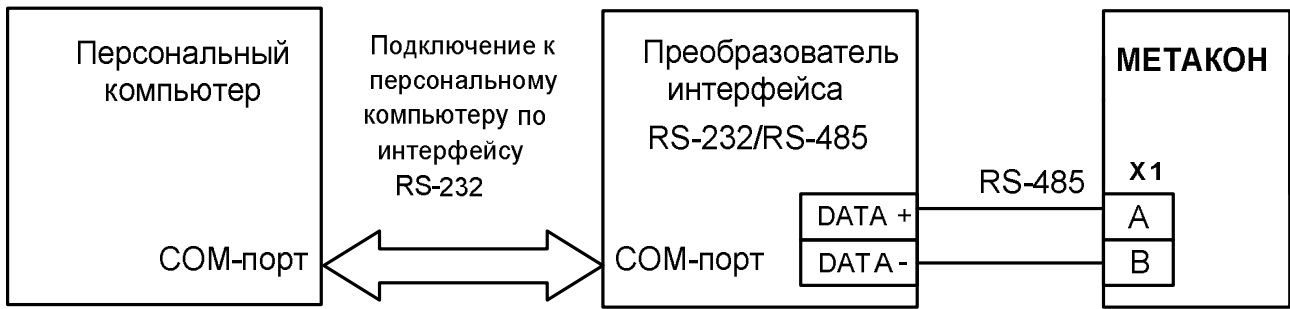 Персональный
компьютер
COM-порт
Подключение к
персональному
компьютеру по
интерфейсу
RS-232
Преобразователь
интерфейса
RS-232/RS-485
DATA +
COM-порт
DATA -
RS-485
МЕТАКОН
X1
A
B